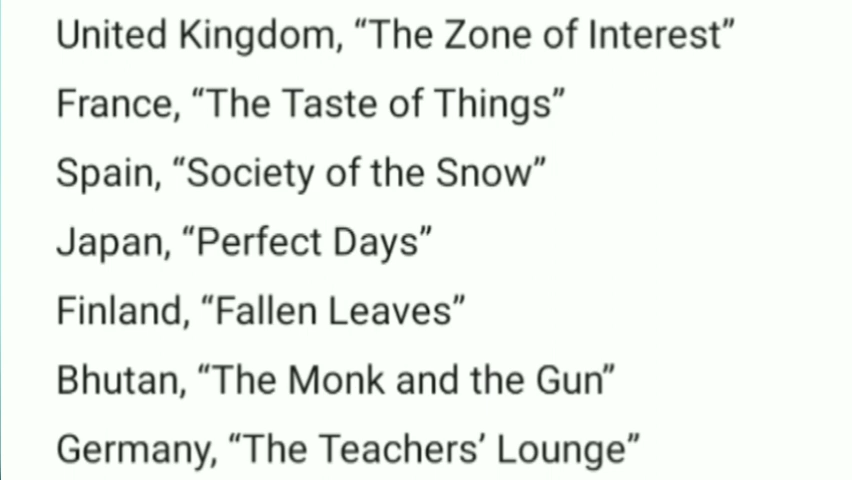 United Kingdom, “The Zone of Interest”
France, “The Taste of Things”
Spain, “Society of the Snow”
Japan, “Perfect Days”
Finland, “Fallen Leaves”
Bhutan, “The Monk and the Gun”
Germany, “The Teachers’ Lounge”